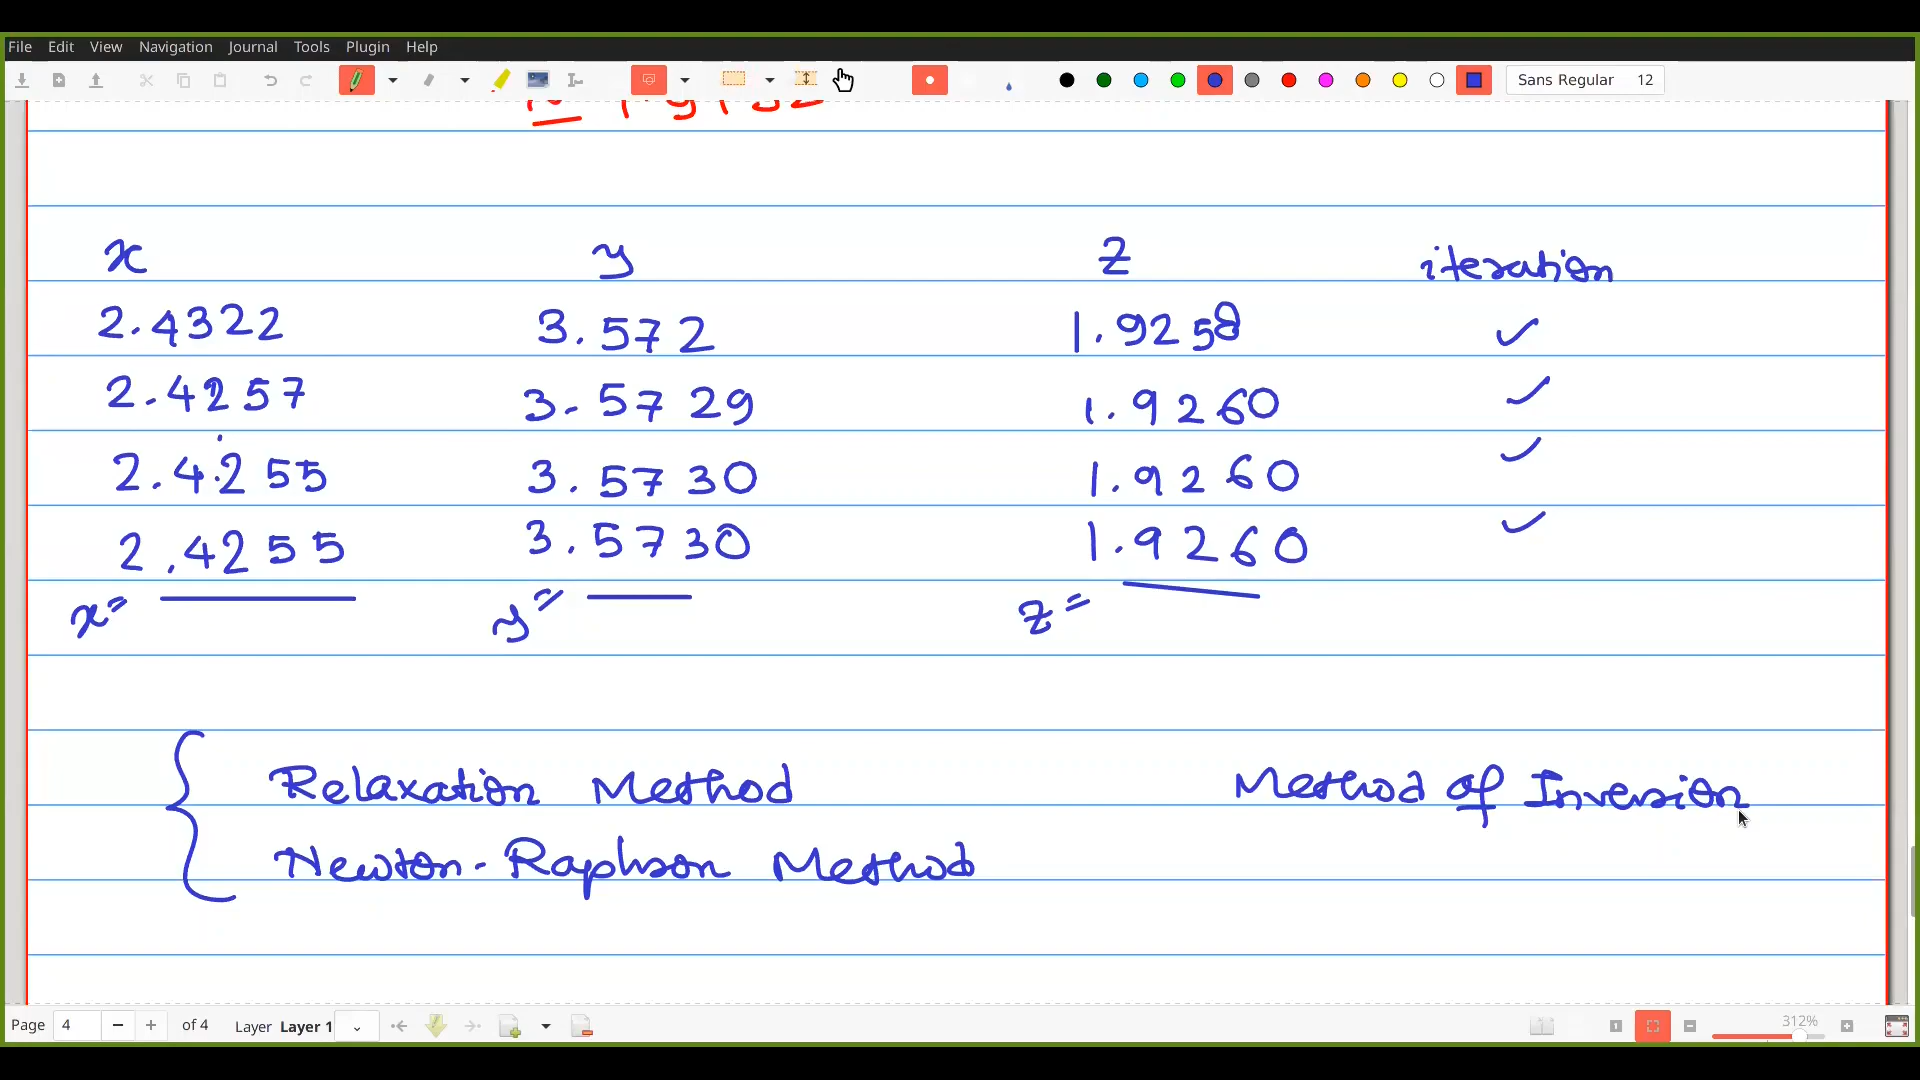 File Edit View Navigation Journal Tools Plugin Help
Sans Regular 12
x y z iteration
2.4322 3.572 1.9258 ✓
2.4257 3.5729 1.9260 ✓
2.4255 3.5730 1.9260 ✓
2.4255 3.5730 1.9260 ✓
x= y= z=
Relaxation Method Method of Inversion
Newton-Raphson Method
Page 4 of 4 Layer Layer 1 312%